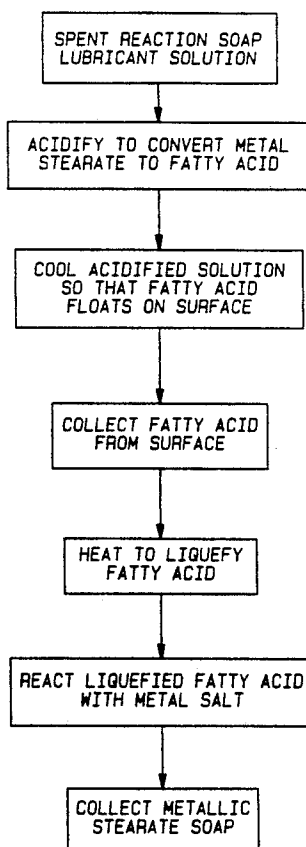 SPENT REACTION SOAP
LUBRICANT SOLUTION
ACIDIFY TO CONVERT METAL
STEARATE TO FATTY ACID
COOL ACIDIFIED SOLUTION
SO THAT FATTY ACID
FLOATS ON SURFACE
COLLECT FATTY ACID
FROM SURFACE
HEAT TO LIQUEFY
FATTY ACID
REACT LIQUEFIED FATTY ACID
WITH METAL SALT
COLLECT METALLIC
STEARATE SOAP